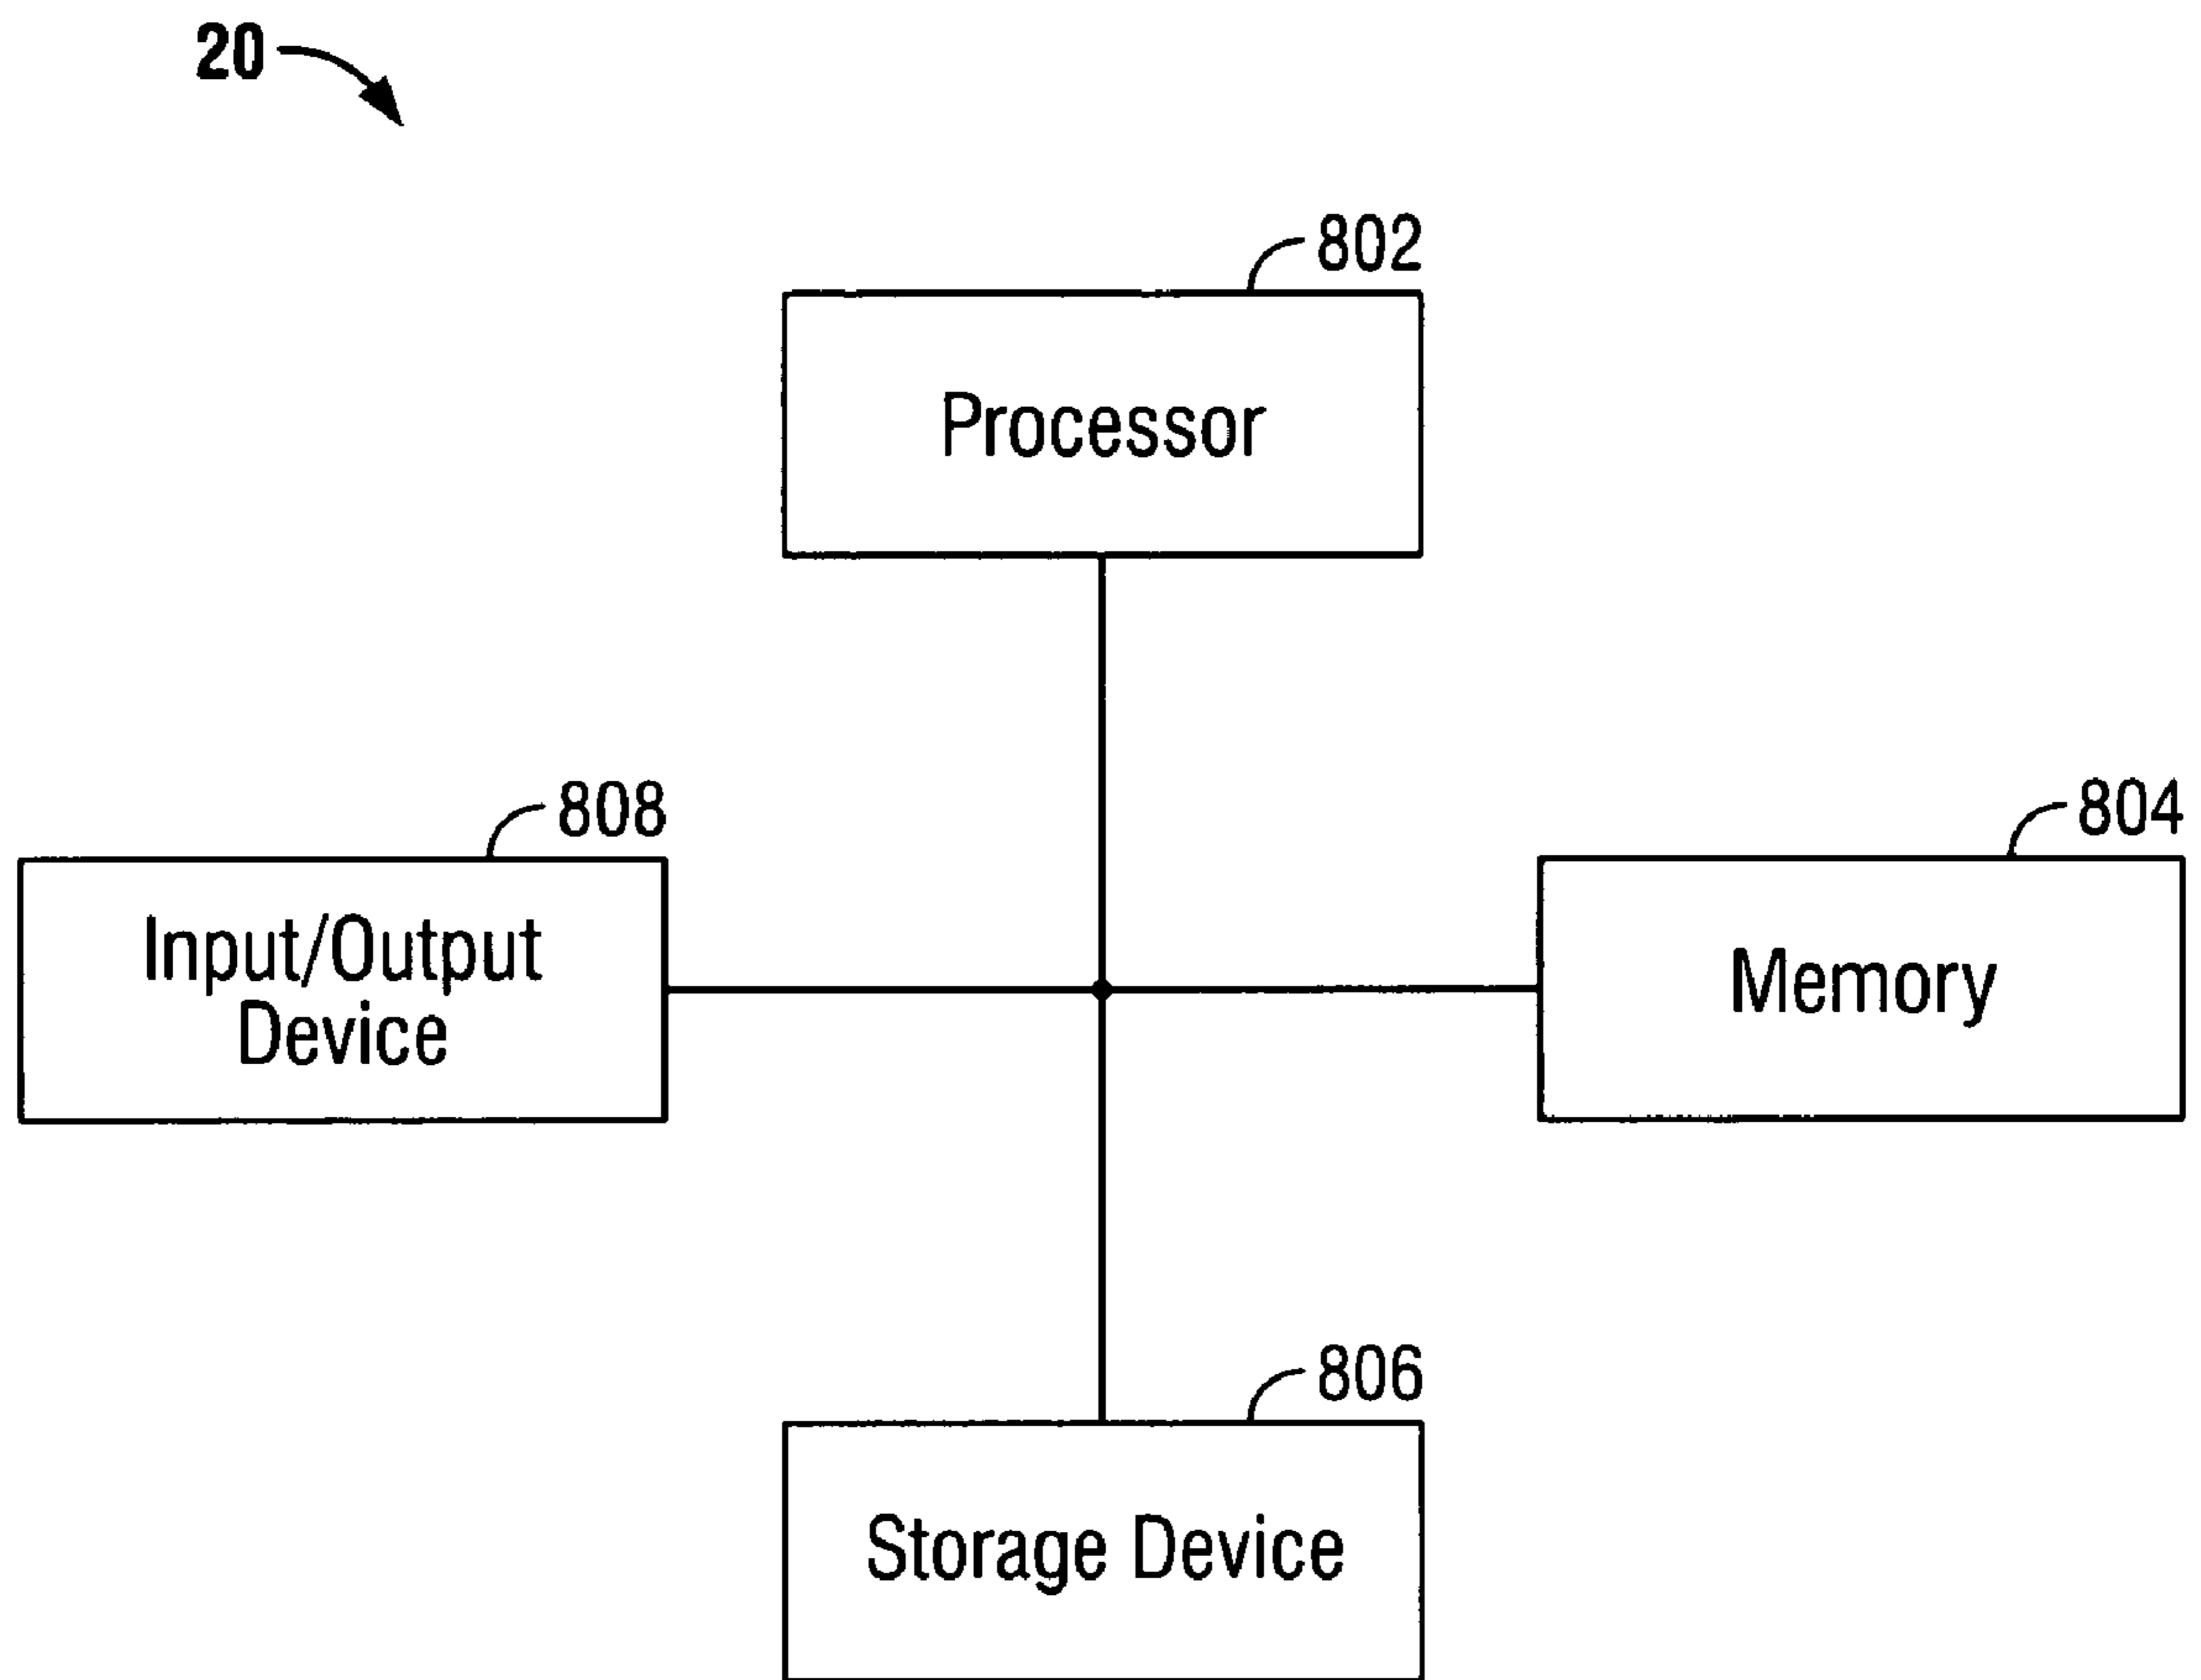 20
802
Processor
808
804
Input/Output
Device
Memory
806
Storage Device